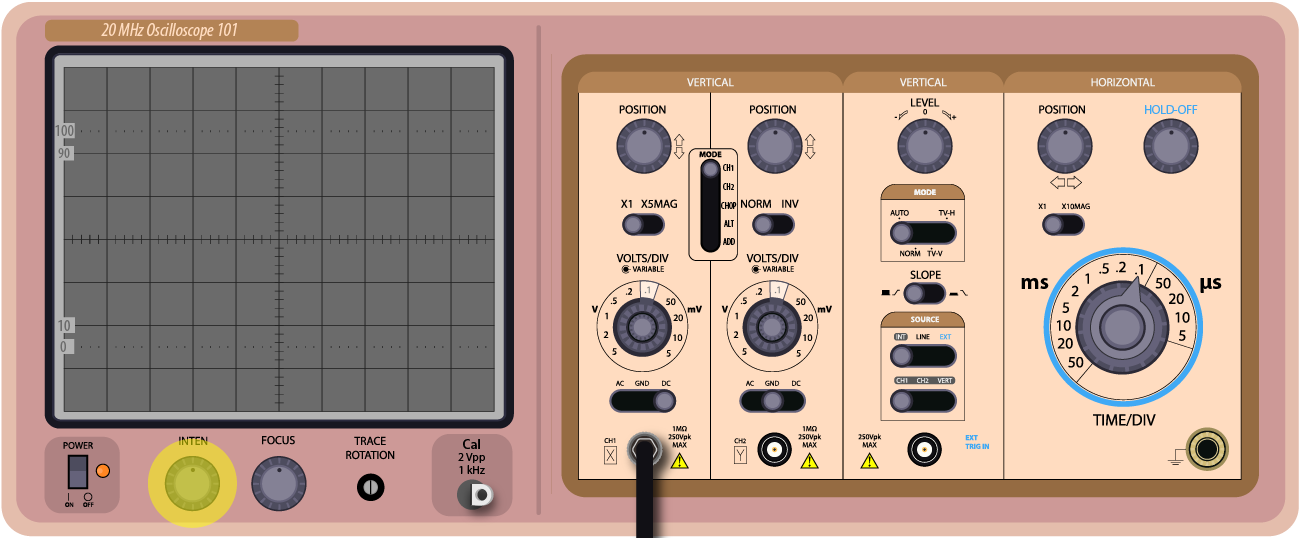 20 MHz Oscilloscope 101
100
90
10
0
POWER
ON OFF
INTEN
FOCUS
TRACE
ROTATION
Cal
2 Vpp
1 kHz
VERTICAL
POSITION
POSITION
MODE
CH1
CH2
CHOP
ALT
ADD
X1 X5MAG
NORM INV
VOLTS/DIV
VARIABLE
V
mV
.5 .2 .1 50
1 20
2 10
5 5
VOLTS/DIV
VARIABLE
V
mV
.5 .2 .1 50
1 20
2 10
5 5
AC GND DC
AC GND DC
CH1
X
1MΩ
250Vpk
MAX
CH2
Y
1MΩ
250Vpk
MAX
VERTICAL
LEVEL
- 0 +
MODE
AUTO TV-H
NORM TV-V
SLOPE
SOURCE
INT LINE EXT
CH1 CH2 VERT
250Vpk
MAX
EXT
TRIG IN
HORIZONTAL
POSITION
HOLD-OFF
X1 X10MAG
ms
µs
.5 .2 .1
1 50
2 20
5 10
10 5
20
50
TIME/DIV